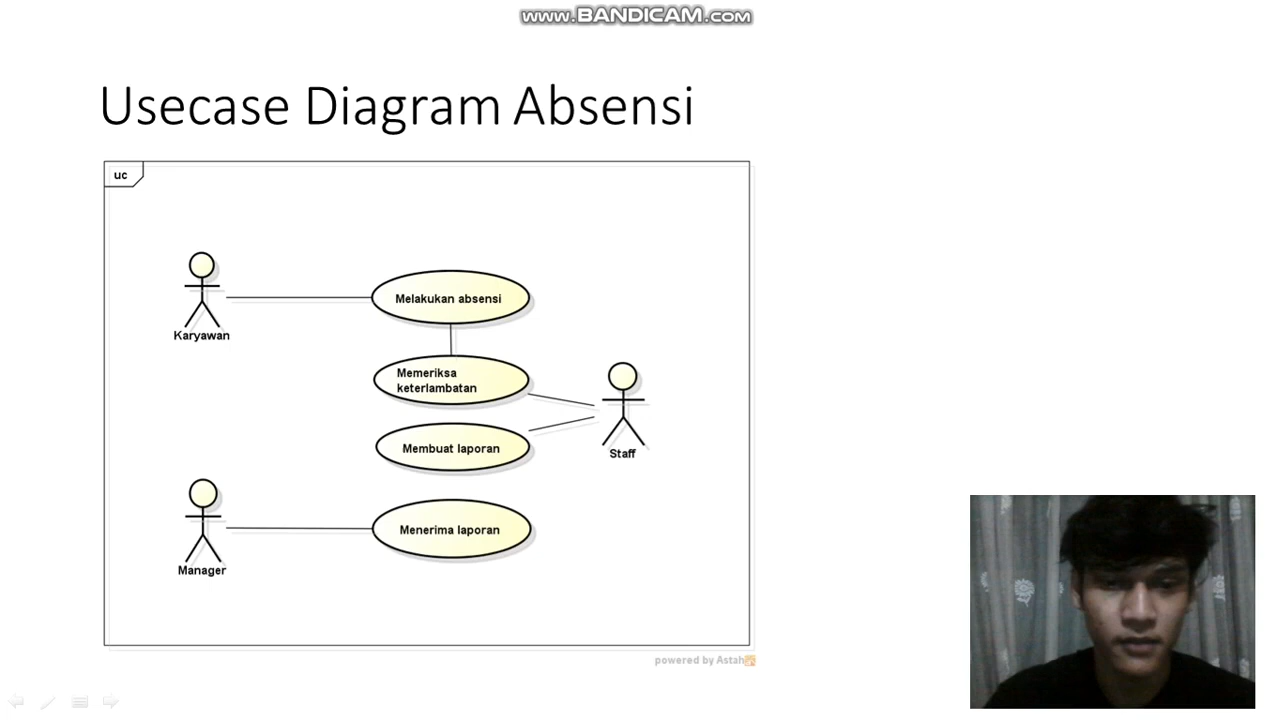 www.BANDICAM.com
Usecase Diagram Absensi
uc
Karyawan
Melakukan absensi
Memeriksa
keterlambatan
Staff
Membuat laporan
Manager
Menerima laporan
powered by Astah